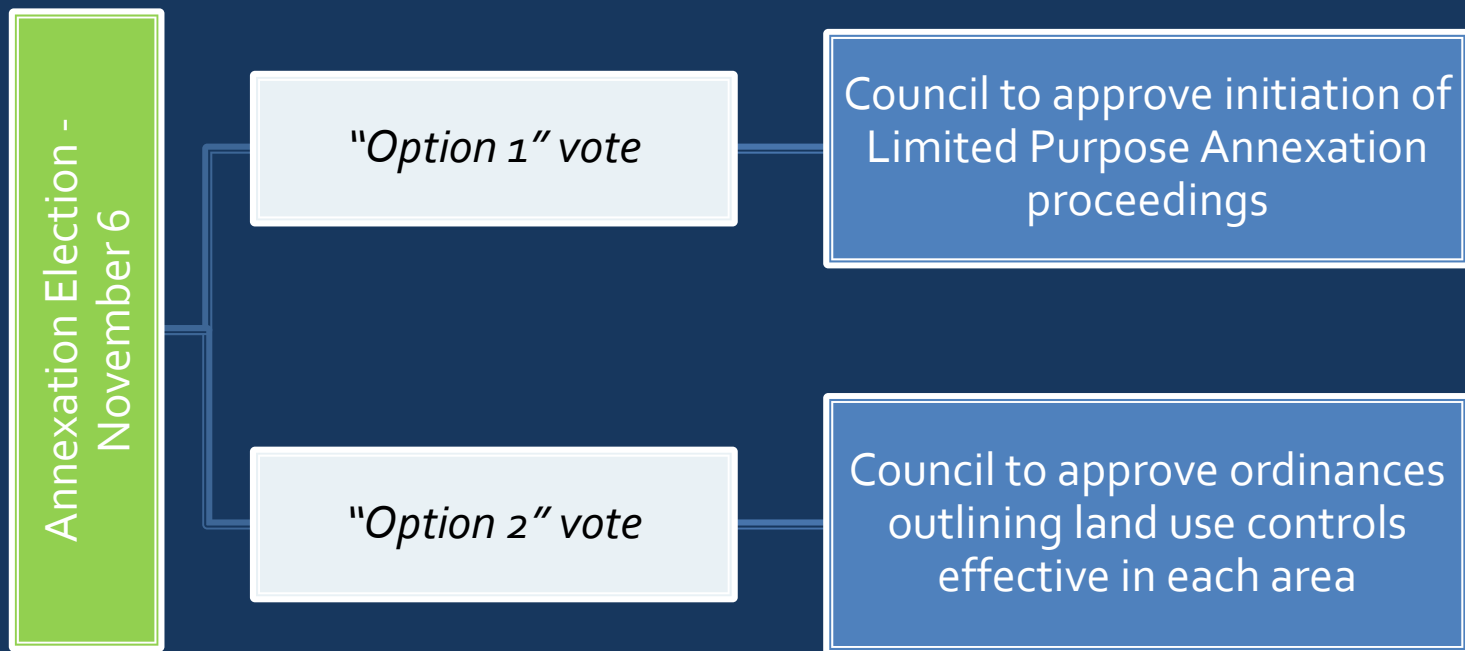 Annexation Election -
November 6
“Option 1” vote
Council to approve initiation of
Limited Purpose Annexation
proceedings
“Option 2” vote
Council to approve ordinances
outlining land use controls
effective in each area